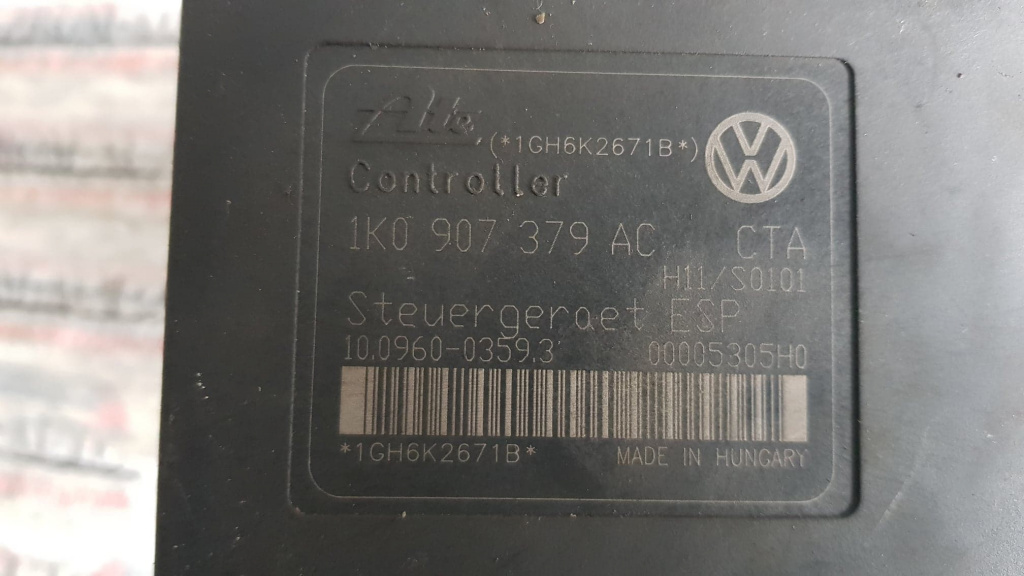 Ate (*1GH6K2671B*)
Controller
1K0 907 379 AC CTA
H11/S0101
Steuergeraet ESP
10.0960-0359.3 00005305H0
*1GH6K2671B* MADE IN HUNGARY